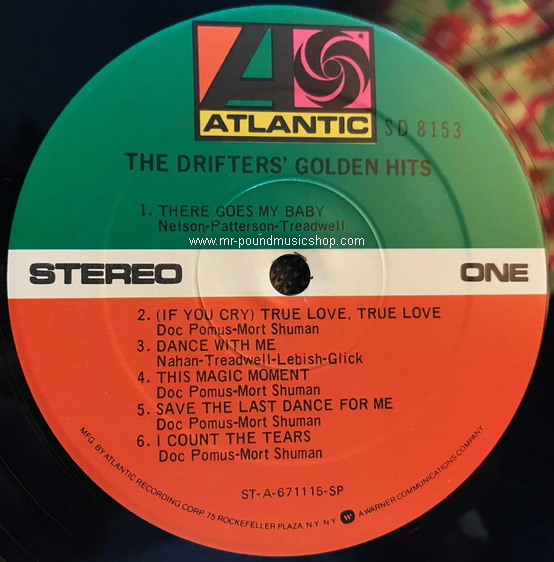 ATLANTIC
SD 8153
THE DRIFTERS' GOLDEN HITS
1. THERE GOES MY BABY
Nelson-Patterson-Treadwell
www.mr-poundmusicshop.com
STEREO
ONE
2. (IF YOU CRY) TRUE LOVE, TRUE LOVE
Doc Pomus-Mort Shuman
3. DANCE WITH ME
Nahan-Treadwell-Lebish-Glick
4. THIS MAGIC MOMENT
Doc Pomus-Mort Shuman
5. SAVE THE LAST DANCE FOR ME
Doc Pomus-Mort Shuman
6. I COUNT THE TEARS
Doc Pomus-Mort Shuman
ST-A-671115-SP
MFG. BY ATLANTIC RECORDING CORP. 75 ROCKEFELLER PLAZA, N.Y. N.Y. A WARNER COMMUNICATIONS COMPANY